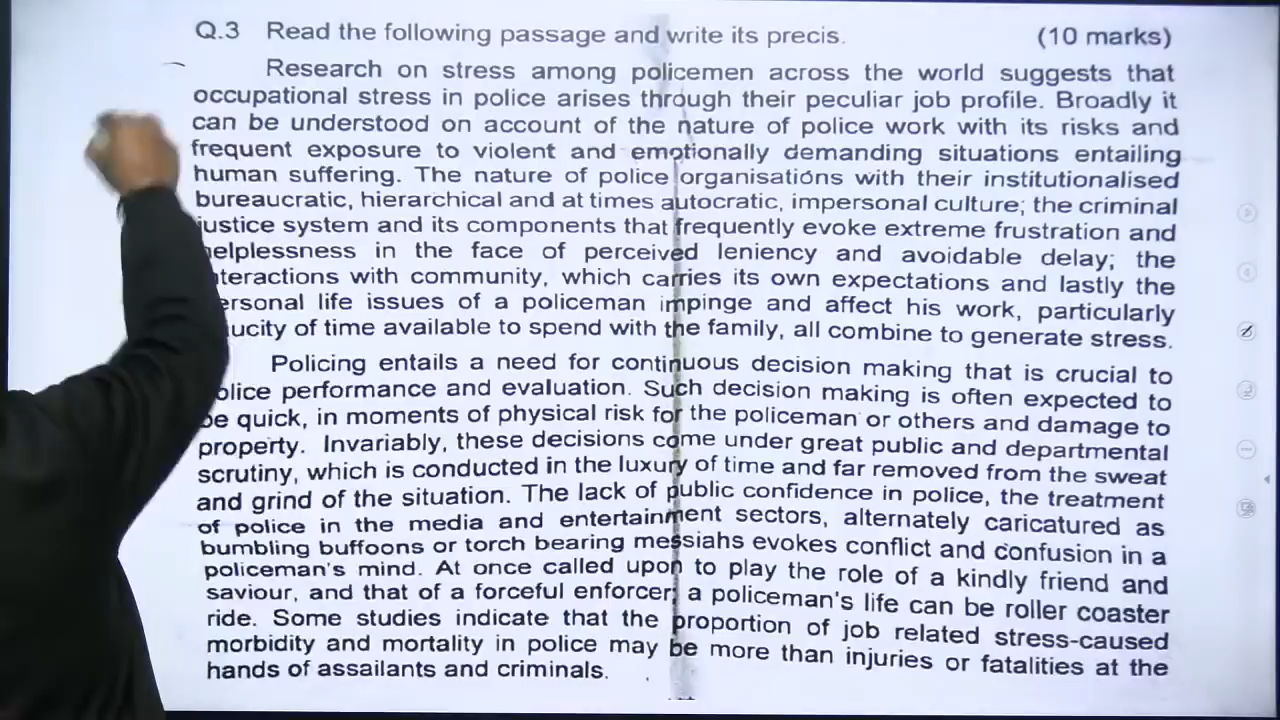 Q.3 Read the following passage and write its precis. (10 marks)
Research on stress among policemen across the world suggests that
occupational stress in police arises through their peculiar job profile. Broadly it
can be understood on account of the nature of police work with its risks and
frequent exposure to violent and emotionally demanding situations entailing
human suffering. The nature of police organisations with their institutionalised
bureaucratic, hierarchical and at times autocratic, impersonal culture; the criminal
justice system and its components that frequently evoke extreme frustration and
elplessness in the face of perceived leniency and avoidable delay; the
teractions with community, which carries its own expectations and lastly the
ersonal life issues of a policeman impinge and affect his work, particularly
ucity of time available to spend with the family, all combine to generate stress.
Policing entails a need for continuous decision making that is crucial to
olice performance and evaluation. Such decision making is often expected to
be quick, in moments of physical risk for the policeman or others and damage to
property. Invariably, these decisions come under great public and departmental
scrutiny, which is conducted in the luxury of time and far removed from the sweat
and grind of the situation. The lack of public confidence in police, the treatment
of police in the media and entertainment sectors, alternately caricatured as
bumbling buffoons or torch bearing messiahs evokes conflict and confusion in a
policeman's mind. At once called upon to play the role of a kindly friend and
saviour, and that of a forceful enforcer, a policeman's life can be roller coaster
ride. Some studies indicate that the proportion of job related stress-caused
morbidity and mortality in police may be more than injuries or fatalities at the
hands of assailants and criminals.